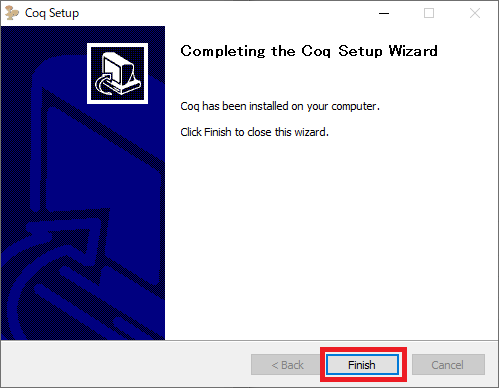 Coq Setup
Completing the Coq Setup Wizard
Coq has been installed on your computer.
Click Finish to close this wizard.
< Back
Finish
Cancel